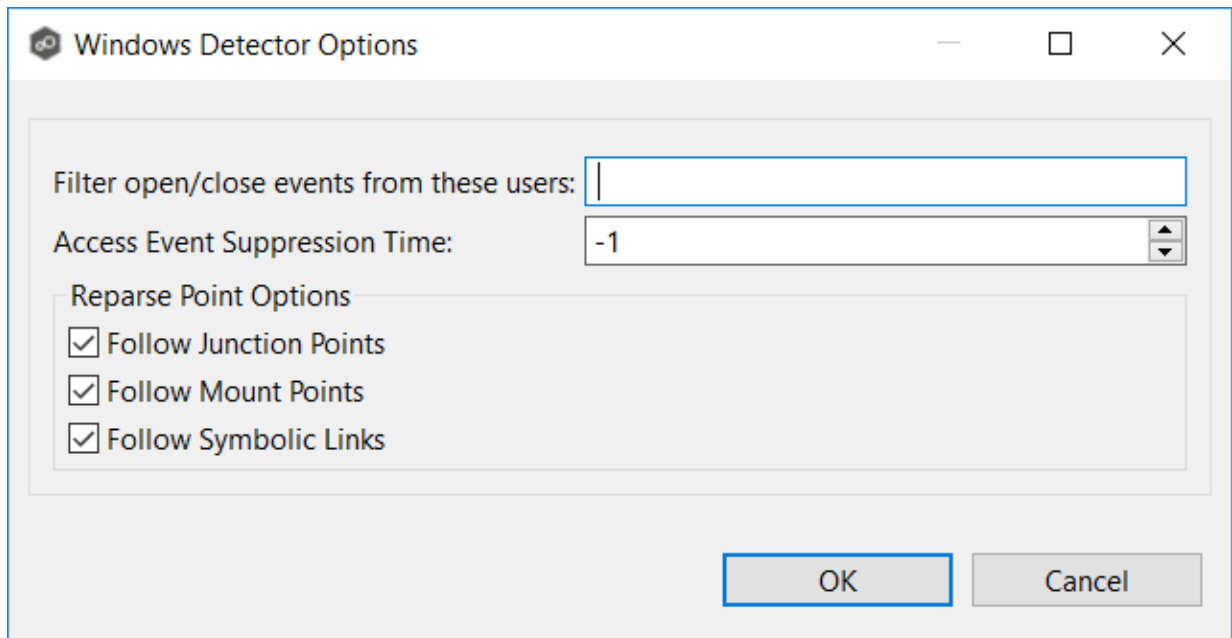 Windows Detector Options
Filter open/close events from these users:
Access Event Suppression Time: -1
Reparse Point Options
Follow Junction Points
Follow Mount Points
Follow Symbolic Links
OK Cancel